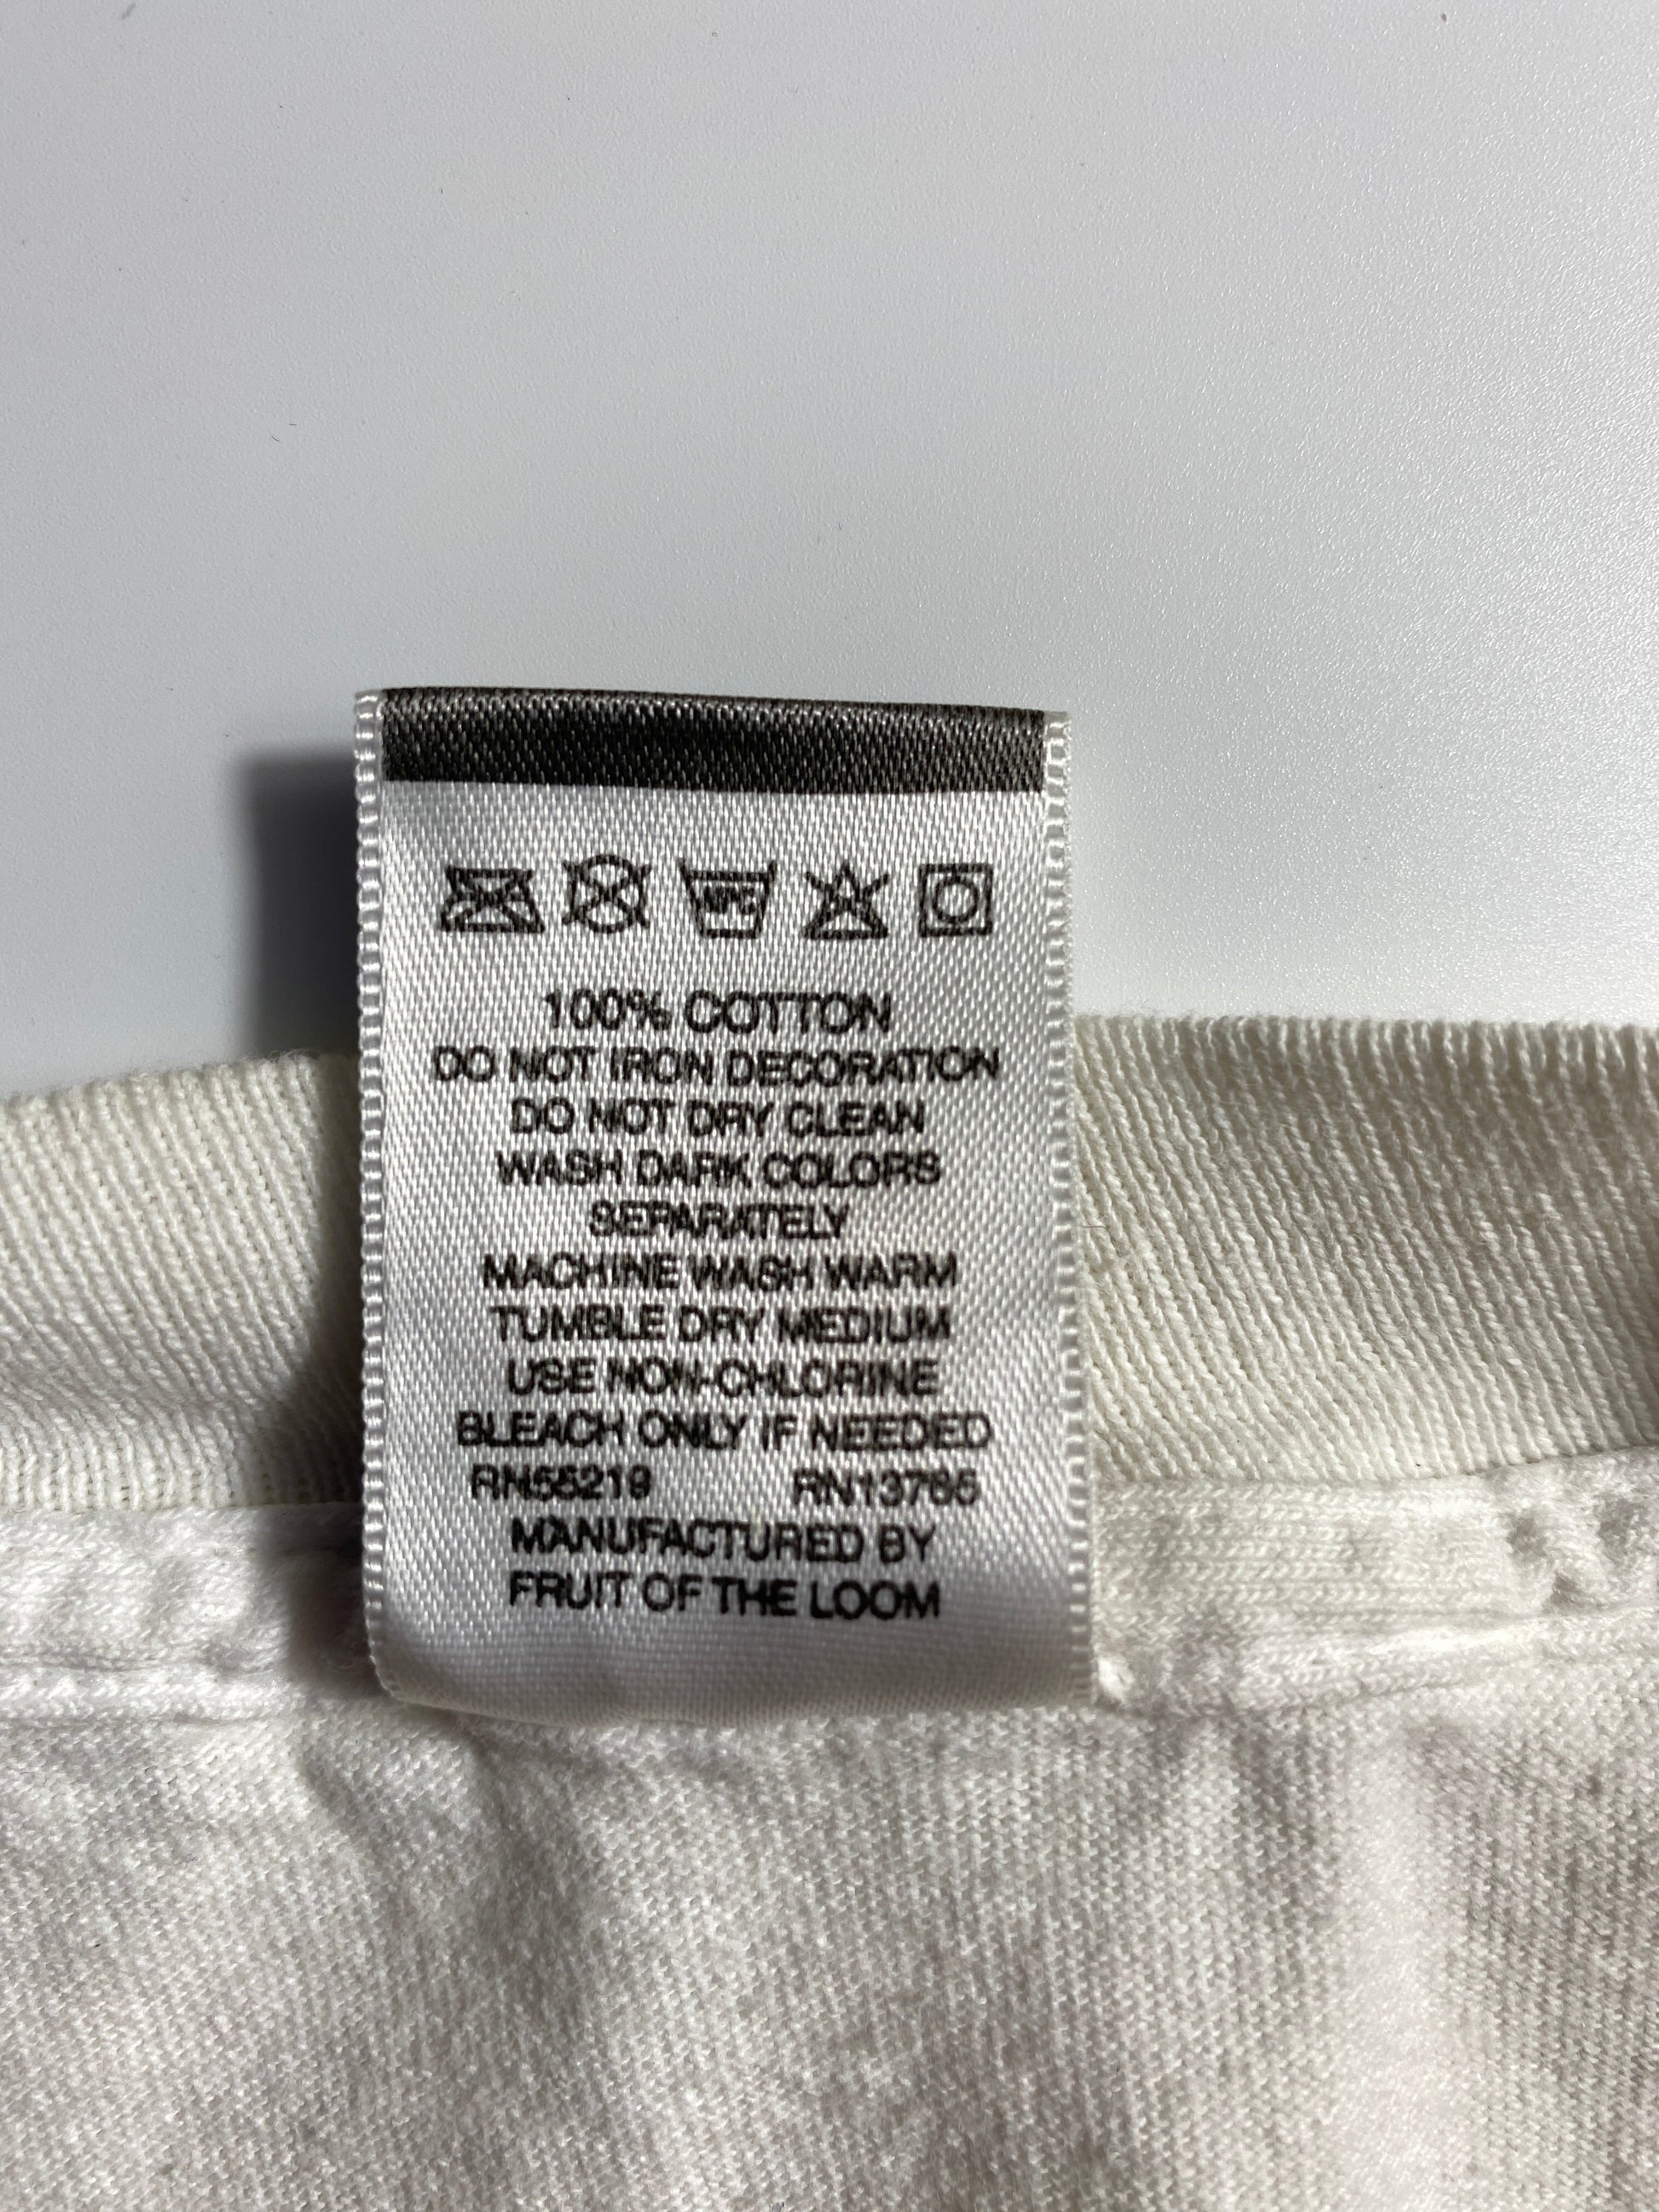 100% COTTON
DO NOT IRON DECORATION
DO NOT DRY CLEAN
WASH DARK COLORS
SEPARATELY
MACHINE WASH WARM
TUMBLE DRY MEDIUM
USE NON-CHLORINE
BLEACH ONLY IF NEEDED
RN55219 RN13765
MANUFACTURED BY
FRUIT OF THE LOOM